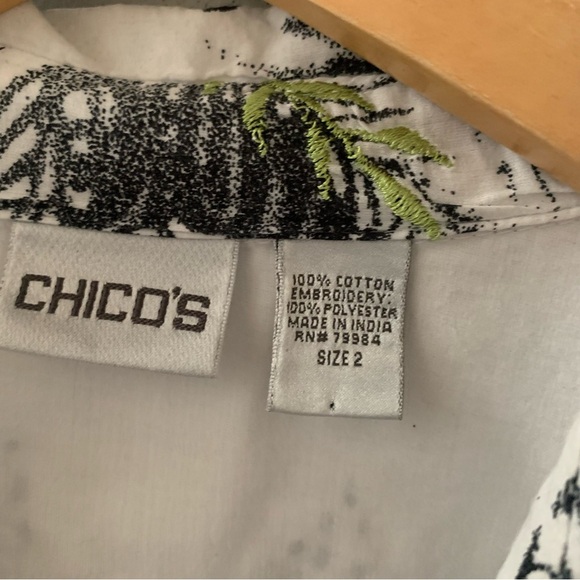 CHICO'S
100% COTTON
EMBROIDERY:
100% POLYESTER
MADE IN INDIA
RN# 79984
SIZE 2